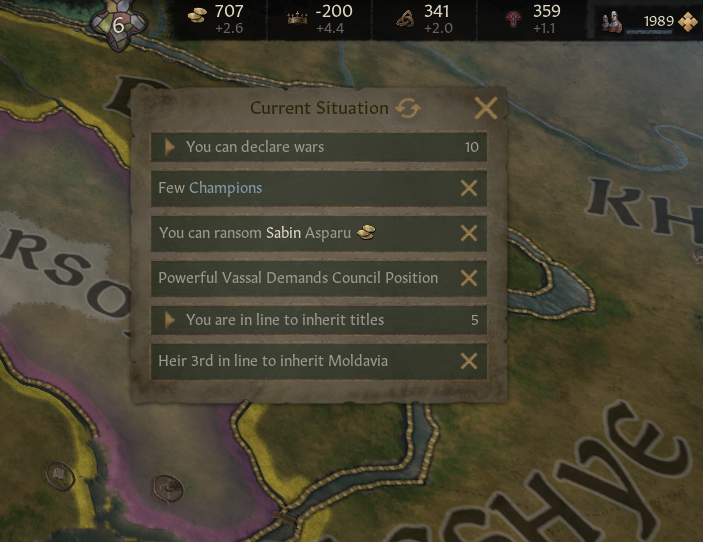 6
707
+2.6
-200
+4.4
341
+2.0
359
+1.1
1989
Current Situation
You can declare wars 10
Few Champions
You can ransom Sabin Asparu
Powerful Vassal Demands Council Position
You are in line to inherit titles 5
Heir 3rd in line to inherit Moldavia
KH